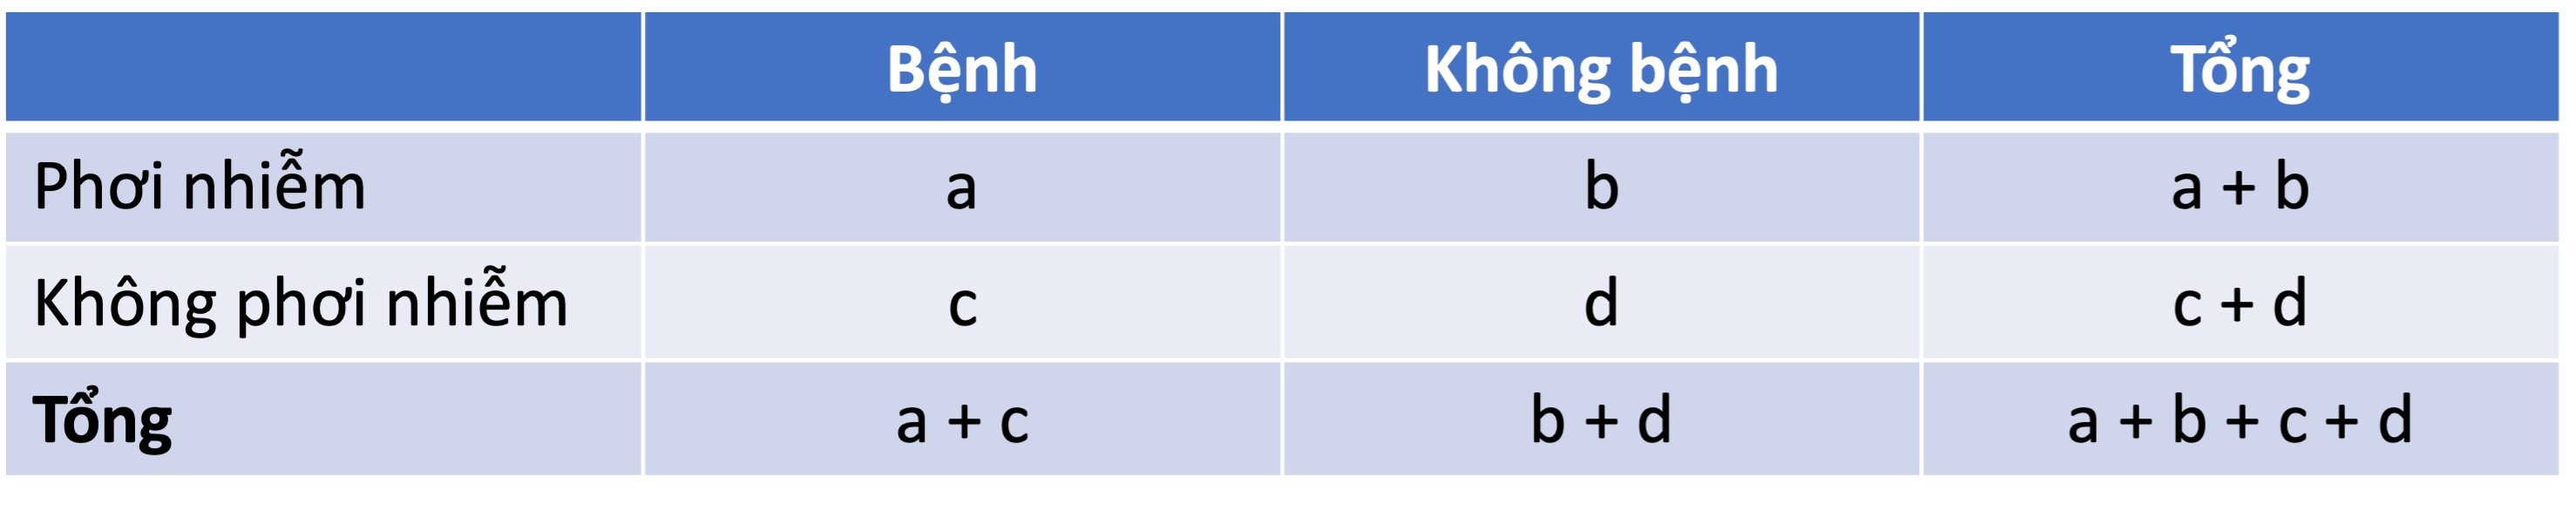 Bệnh Không bệnh Tổng
Phơi nhiễm a b a + b
Không phơi nhiễm c d c + d
Tổng a + c b + d a + b + c + d